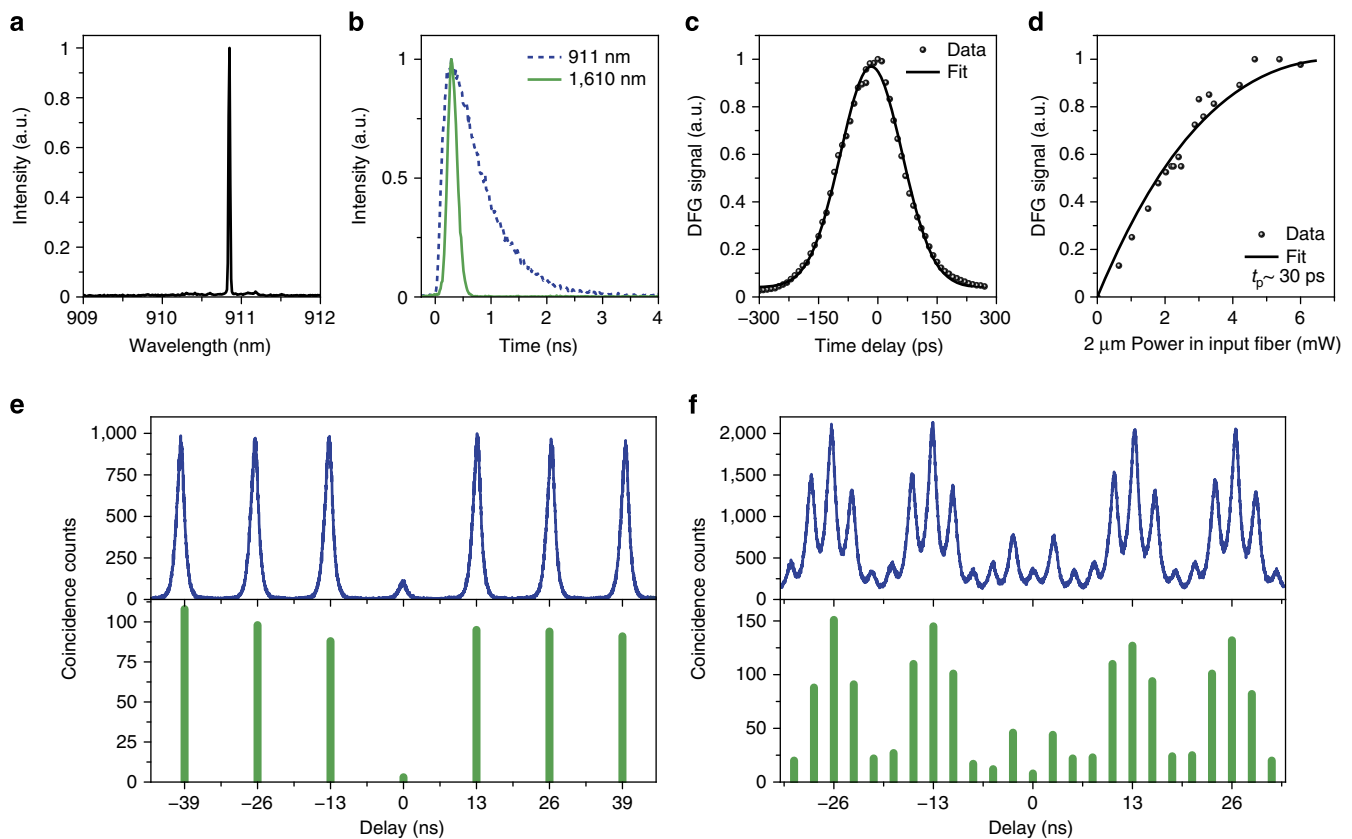 a
1
0.8
0.6
0.4
0.2
0
Intensity (a.u.)
909 910 911 912
Wavelength (nm)
b
1
0.5
0
Intensity (a.u.)
911 nm
1,610 nm
0 1 2 3 4
Time (ns)
c
1
0.8
0.6
0.4
0.2
0
DFG signal (a.u.)
Data
Fit
−300 −150 0 150 300
Time delay (ps)
d
1
0.8
0.6
0.4
0.2
0
DFG signal (a.u.)
Data
Fit
tp~ 30 ps
0 2 4 6
2 μm Power in input fiber (mW)
e
1,000
750
500
250
0
100
75
50
25
0
Coincidence counts
−39 −26 −13 0 13 26 39
Delay (ns)
f
2,000
1,500
1,000
500
0
150
100
50
0
Coincidence counts
−26 −13 0 13 26
Delay (ns)